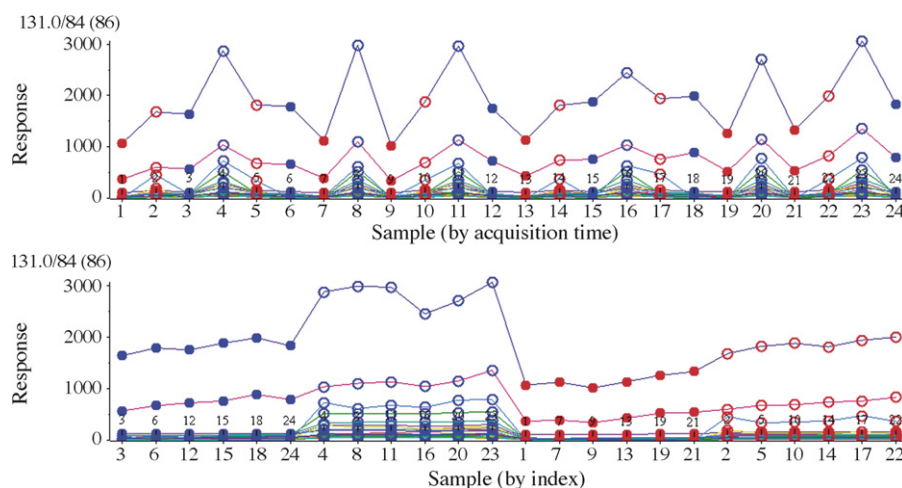 131.0/84 (86)
3000
2000
1000
0
Response
1 2 3 4 5 6 7 8 9 10 11 12 13 14 15 16 17 18 19 20 21 22 23 24
Sample (by acquisition time)
131.0/84 (86)
3000
2000
1000
0
Response
3 6 12 15 18 24 4 8 11 16 20 23 1 7 9 13 19 21 2 5 10 14 17 22
Sample (by index)